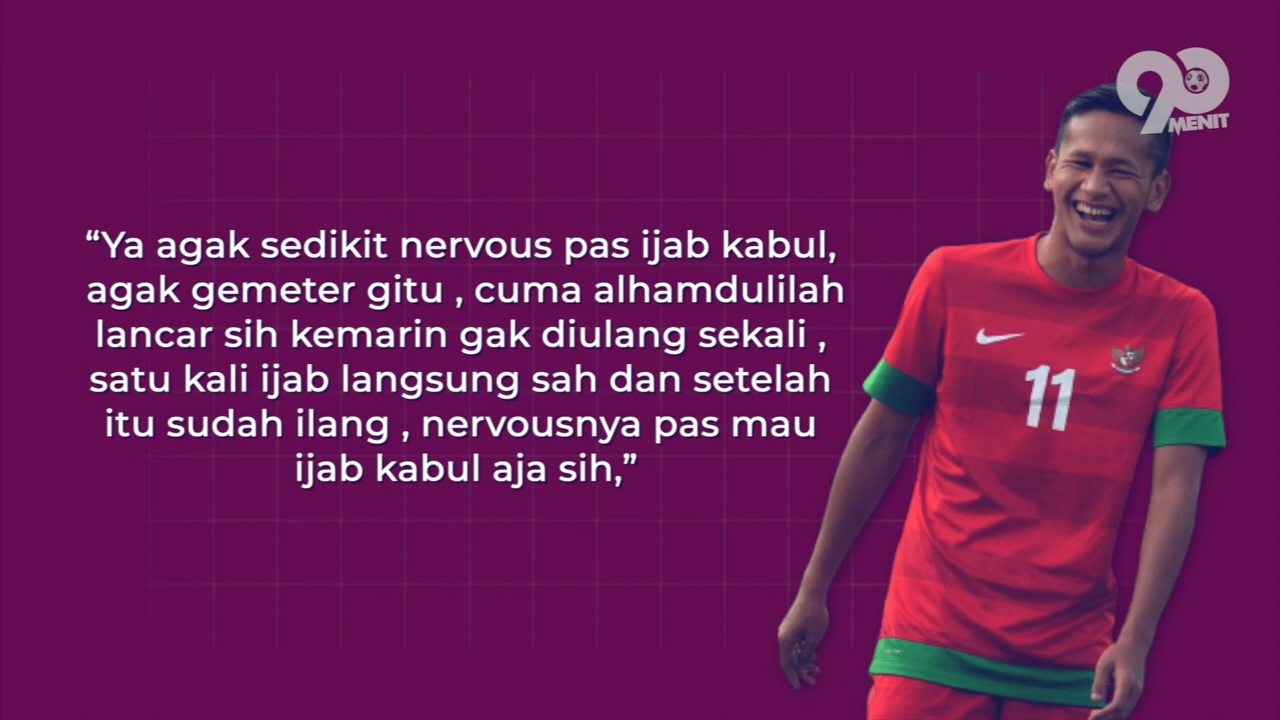 90
MENIT
“Ya agak sedikit nervous pas ijab kabul,
agak gemeter gitu , cuma alhamdulilah
lancar sih kemarin gak diulang sekali ,
satu kali ijab langsung sah dan setelah
itu sudah ilang , nervousnya pas mau
ijab kabul aja sih,”
11